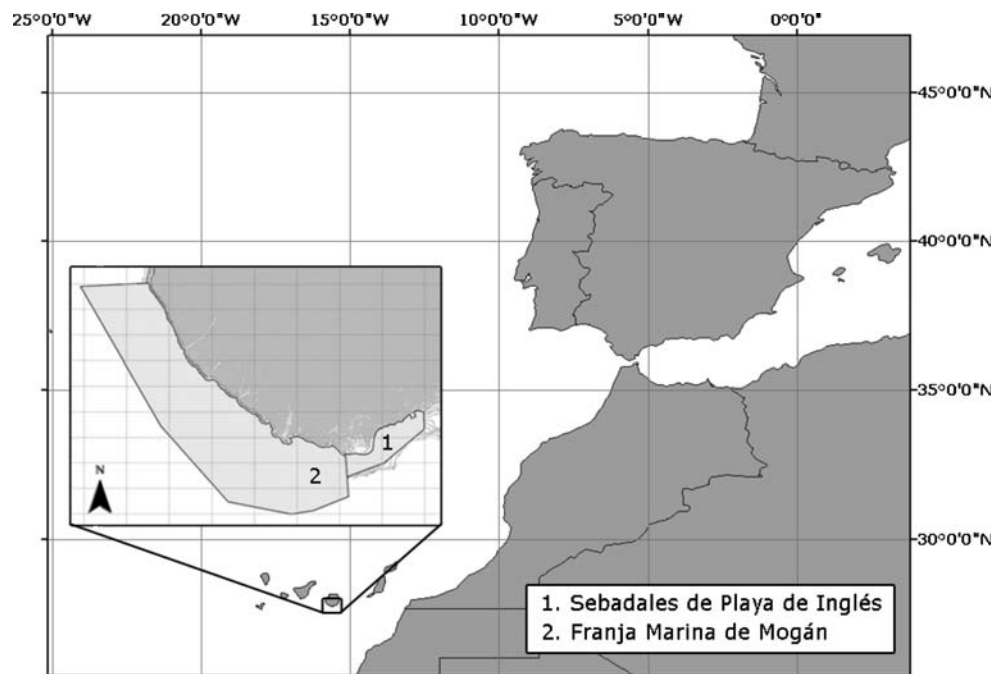 25°0'0"W 20°0'0"W 15°0'0"W 10°0'0"W 5°0'0"W 0°0'0"
45°0'0"N
40°0'0"N
35°0'0"N
30°0'0"N
1
2
N
1. Sebadales de Playa de Inglés
2. Franja Marina de Mogán